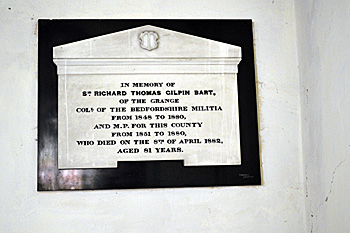 IN MEMORY OF
SR RICHARD THOMAS GILPIN BART,
OF THE GRANGE
COLL OF THE BEDFORDSHIRE MILITIA
FROM 1848 TO 1880,
AND M.P. FOR THIS COUNTY
FROM 1851 TO 1880,
WHO DIED ON THE 8TH OF APRIL 1882,
AGED 81 YEARS.